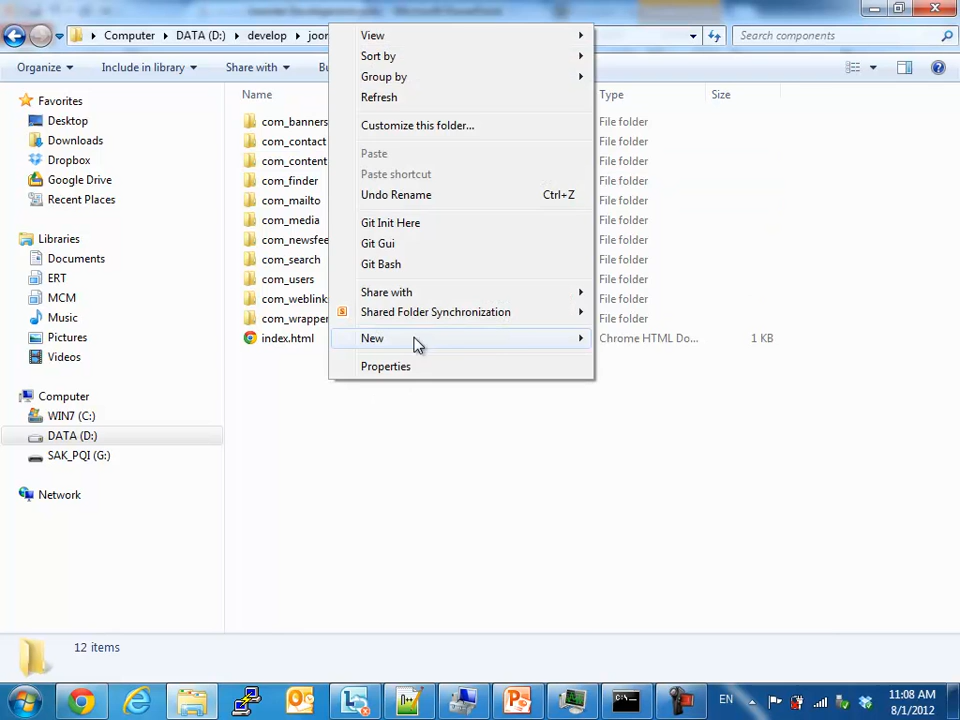 Computer DATA (D:) develop joor Search components
Organize Include in library Share with Bu
View
Sort by
Group by
Refresh
Customize this folder...
Paste
Paste shortcut
Undo Rename Ctrl+Z
Git Init Here
Git Gui
Git Bash
Share with
Shared Folder Synchronization
New
Properties
Favorites
Desktop
Downloads
Dropbox
Google Drive
Recent Places
Libraries
Documents
ERT
MCM
Music
Pictures
Videos
Computer
WIN7 (C:)
DATA (D:)
SAK_PQI (G:)
Network
Name Type Size
com_banners File folder
com_contact File folder
com_content File folder
com_finder File folder
com_mailto File folder
com_media File folder
com_newsfee File folder
com_search File folder
com_users File folder
com_weblink File folder
com_wrapper File folder
index.html Chrome HTML Do... 1 KB
12 items
EN 11:08 AM
8/1/2012